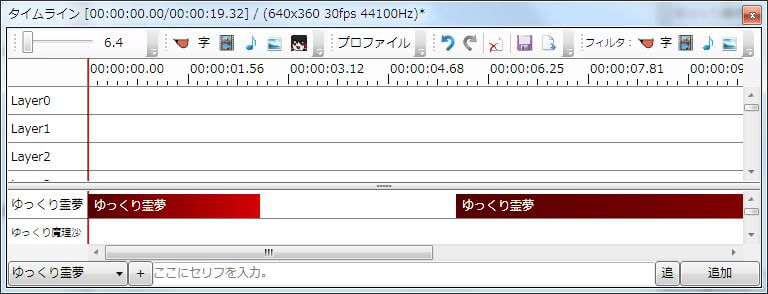 タイムライン [00:00:00.00/00:00:19.32] / (640x360 30fps 44100Hz)*
6.4 字 プロファイル フィルタ: 字
00:00:00.00 00:00:01.56 00:00:03.12 00:00:04.68 00:00:06.25 00:00:07.81 00:00:09
Layer0
Layer1
Layer2
ゆっくり霊夢 ゆっくり霊夢 ゆっくり霊夢
ゆっくり魔理沙
ゆっくり霊夢 + ここにセリフを入力。 追 追加